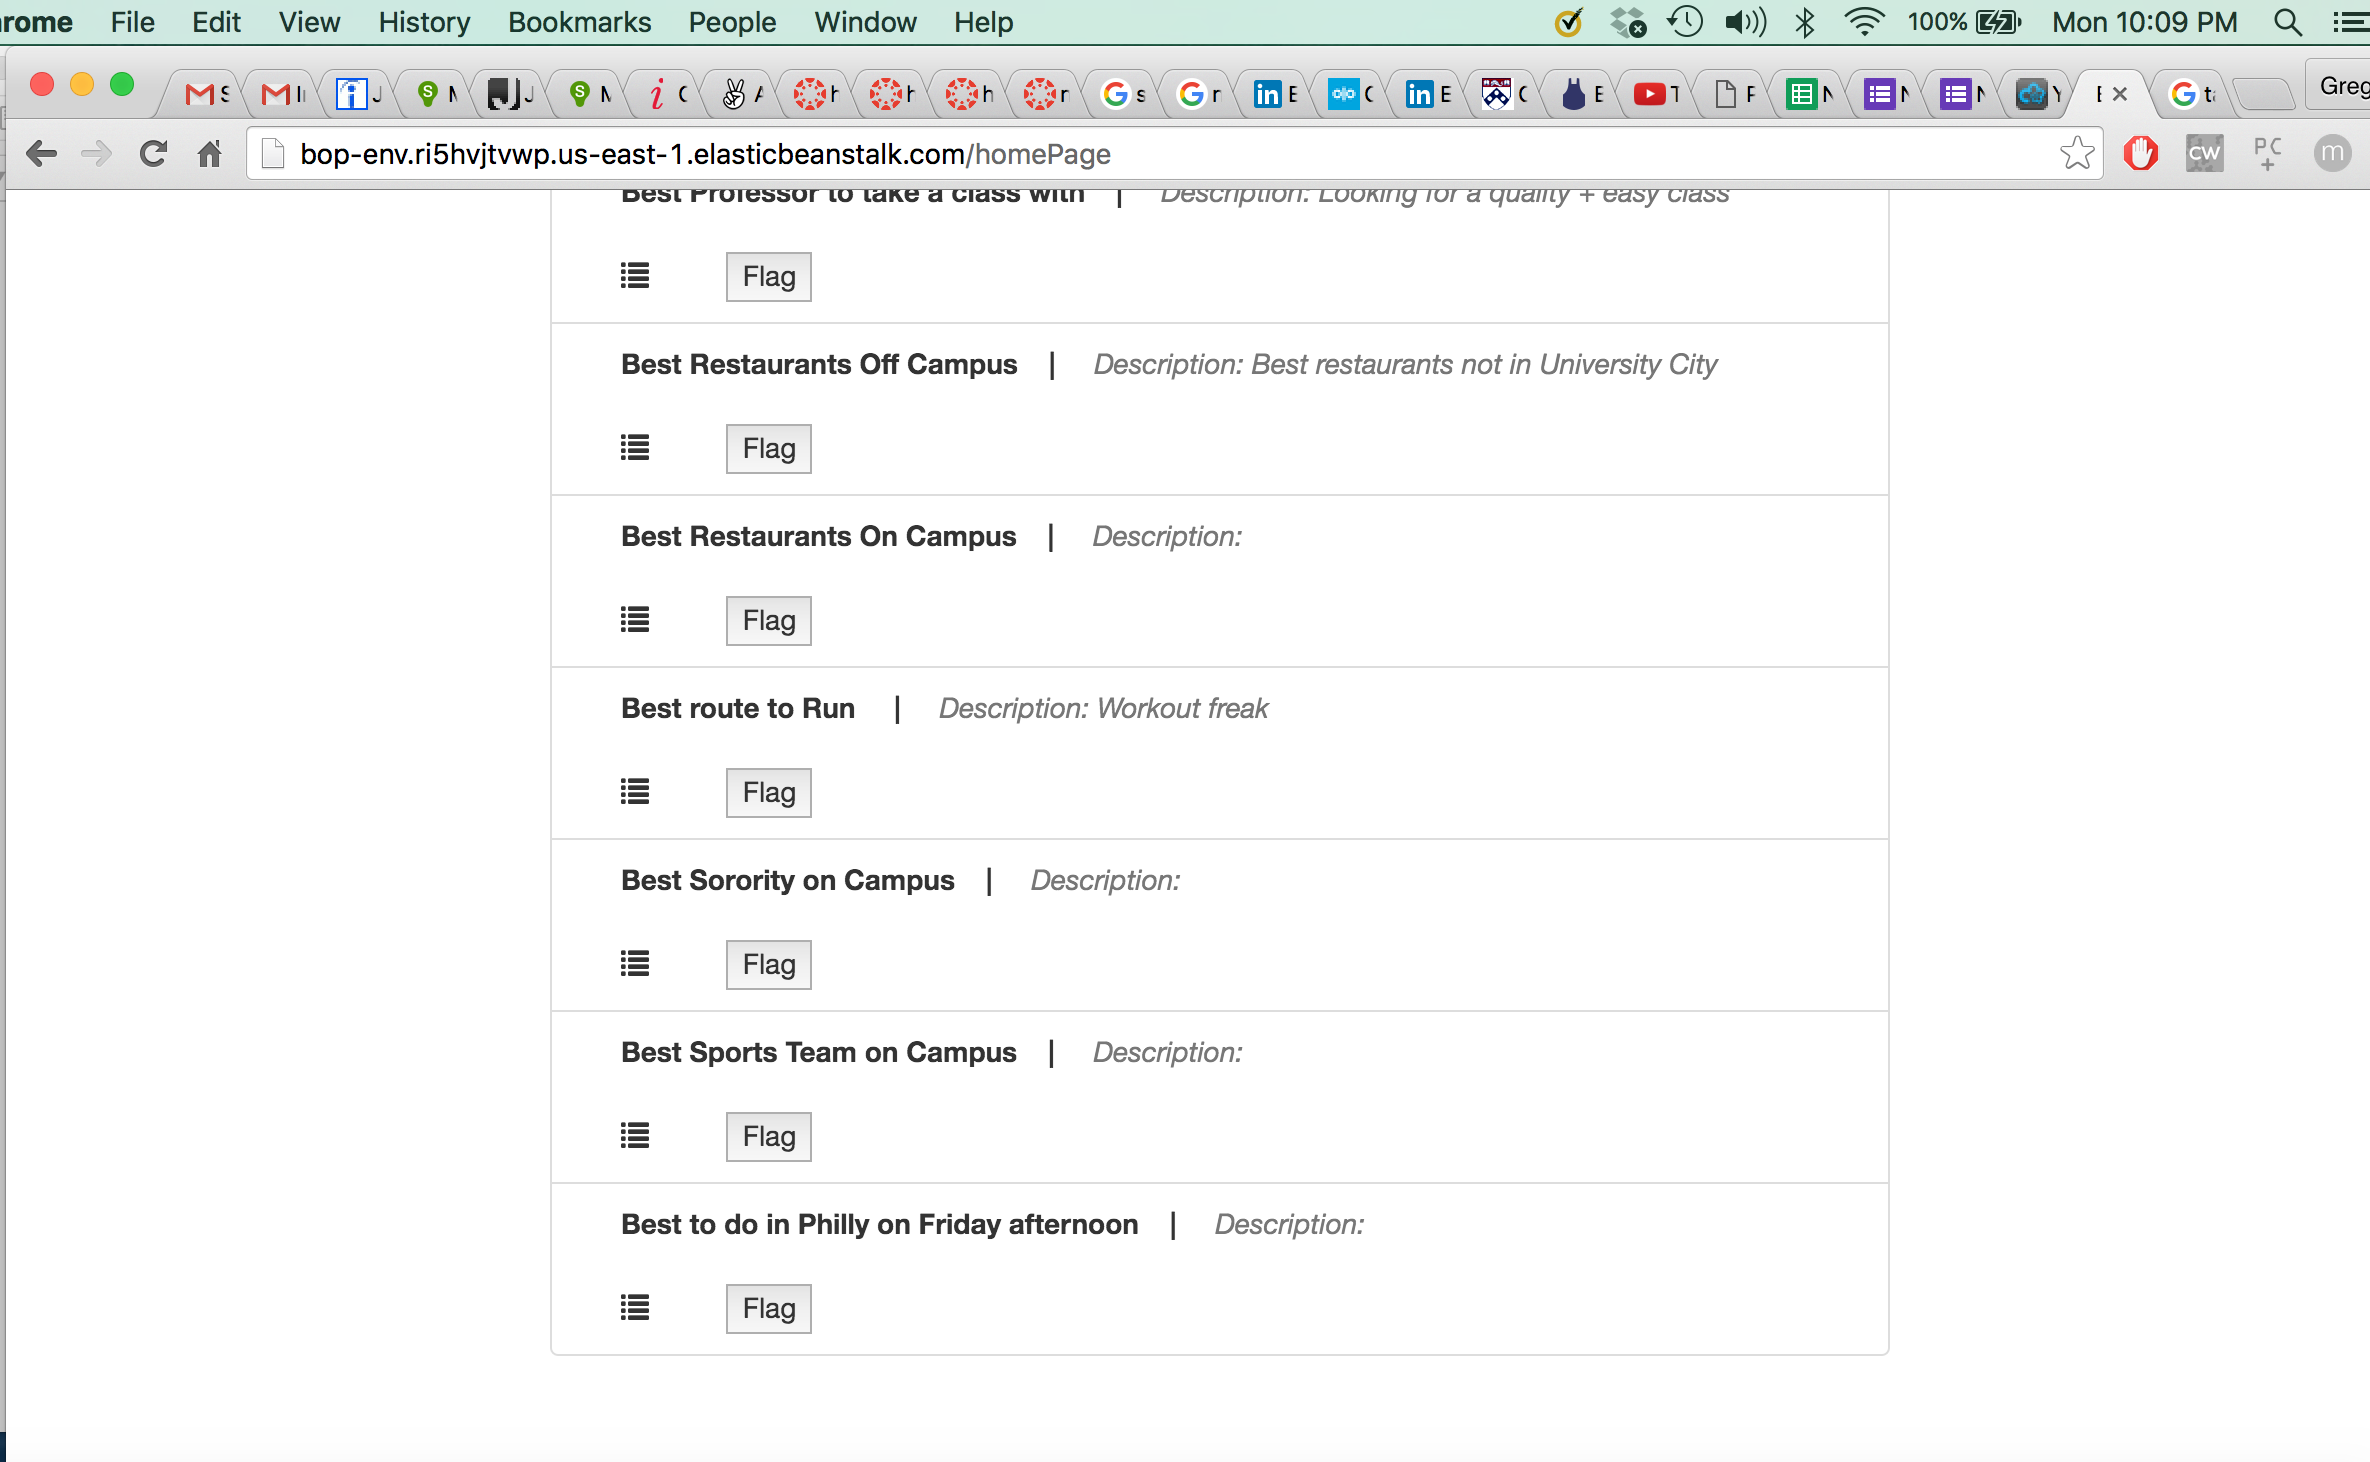 rome File Edit View History Bookmarks People Window Help 100% Mon 10:09 PM
Greg
bop-env.ri5hvjtvwp.us-east-1.elasticbeanstalk.com/homePage
Best Professor to take a class with | Description: Looking for a quality + easy class
Flag
Best Restaurants Off Campus | Description: Best restaurants not in University City
Flag
Best Restaurants On Campus | Description:
Flag
Best route to Run | Description: Workout freak
Flag
Best Sorority on Campus | Description:
Flag
Best Sports Team on Campus | Description:
Flag
Best to do in Philly on Friday afternoon | Description:
Flag